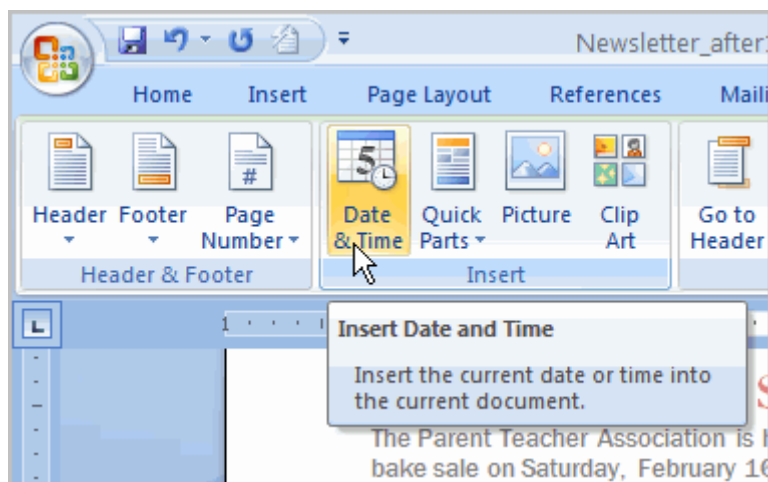 Newsletter_after1
Home Insert Page Layout References Maili
Header Footer Page Number Date & Time Quick Parts Picture Clip Art Go to Header
Header & Footer Insert
1
Insert Date and Time
Insert the current date or time into
the current document.
S
The Parent Teacher Association is h
bake sale on Saturday, February 16